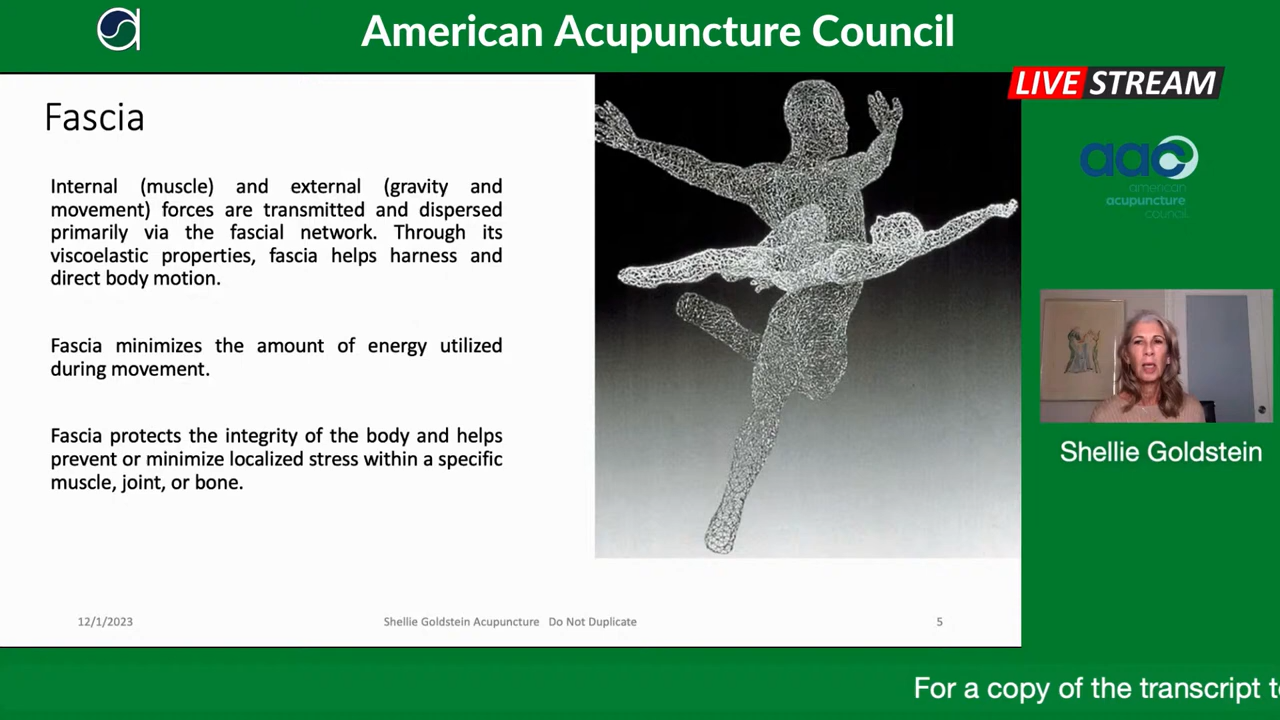 American Acupuncture Council
LIVE STREAM
Fascia
Internal (muscle) and external (gravity and
movement) forces are transmitted and dispersed
primarily via the fascial network. Through its
viscoelastic properties, fascia helps harness and
direct body motion.
Fascia minimizes the amount of energy utilized
during movement.
Fascia protects the integrity of the body and helps
prevent or minimize localized stress within a specific
muscle, joint, or bone.
12/1/2023
Shellie Goldstein Acupuncture Do Not Duplicate
5
aac
american
acupuncture
council
Shellie Goldstein
For a copy of the transcript